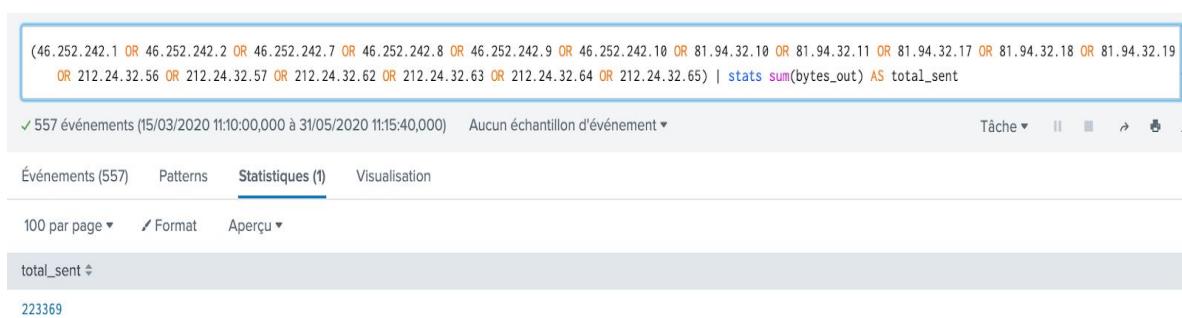 (46.252.242.1 OR 46.252.242.2 OR 46.252.242.7 OR 46.252.242.8 OR 46.252.242.9 OR 46.252.242.10 OR 81.94.32.10 OR 81.94.32.11 OR 81.94.32.17 OR 81.94.32.18 OR 81.94.32.19
OR 212.24.32.56 OR 212.24.32.57 OR 212.24.32.62 OR 212.24.32.63 OR 212.24.32.64 OR 212.24.32.65) | stats sum(bytes_out) AS total_sent
557 événements (15/03/2020 11:10:00,000 à 31/05/2020 11:15:40,000) Aucun échantillon d'événement Tâche
Événements (557) Patterns Statistiques (1) Visualisation
100 par page Format Aperçu
total_sent
223369